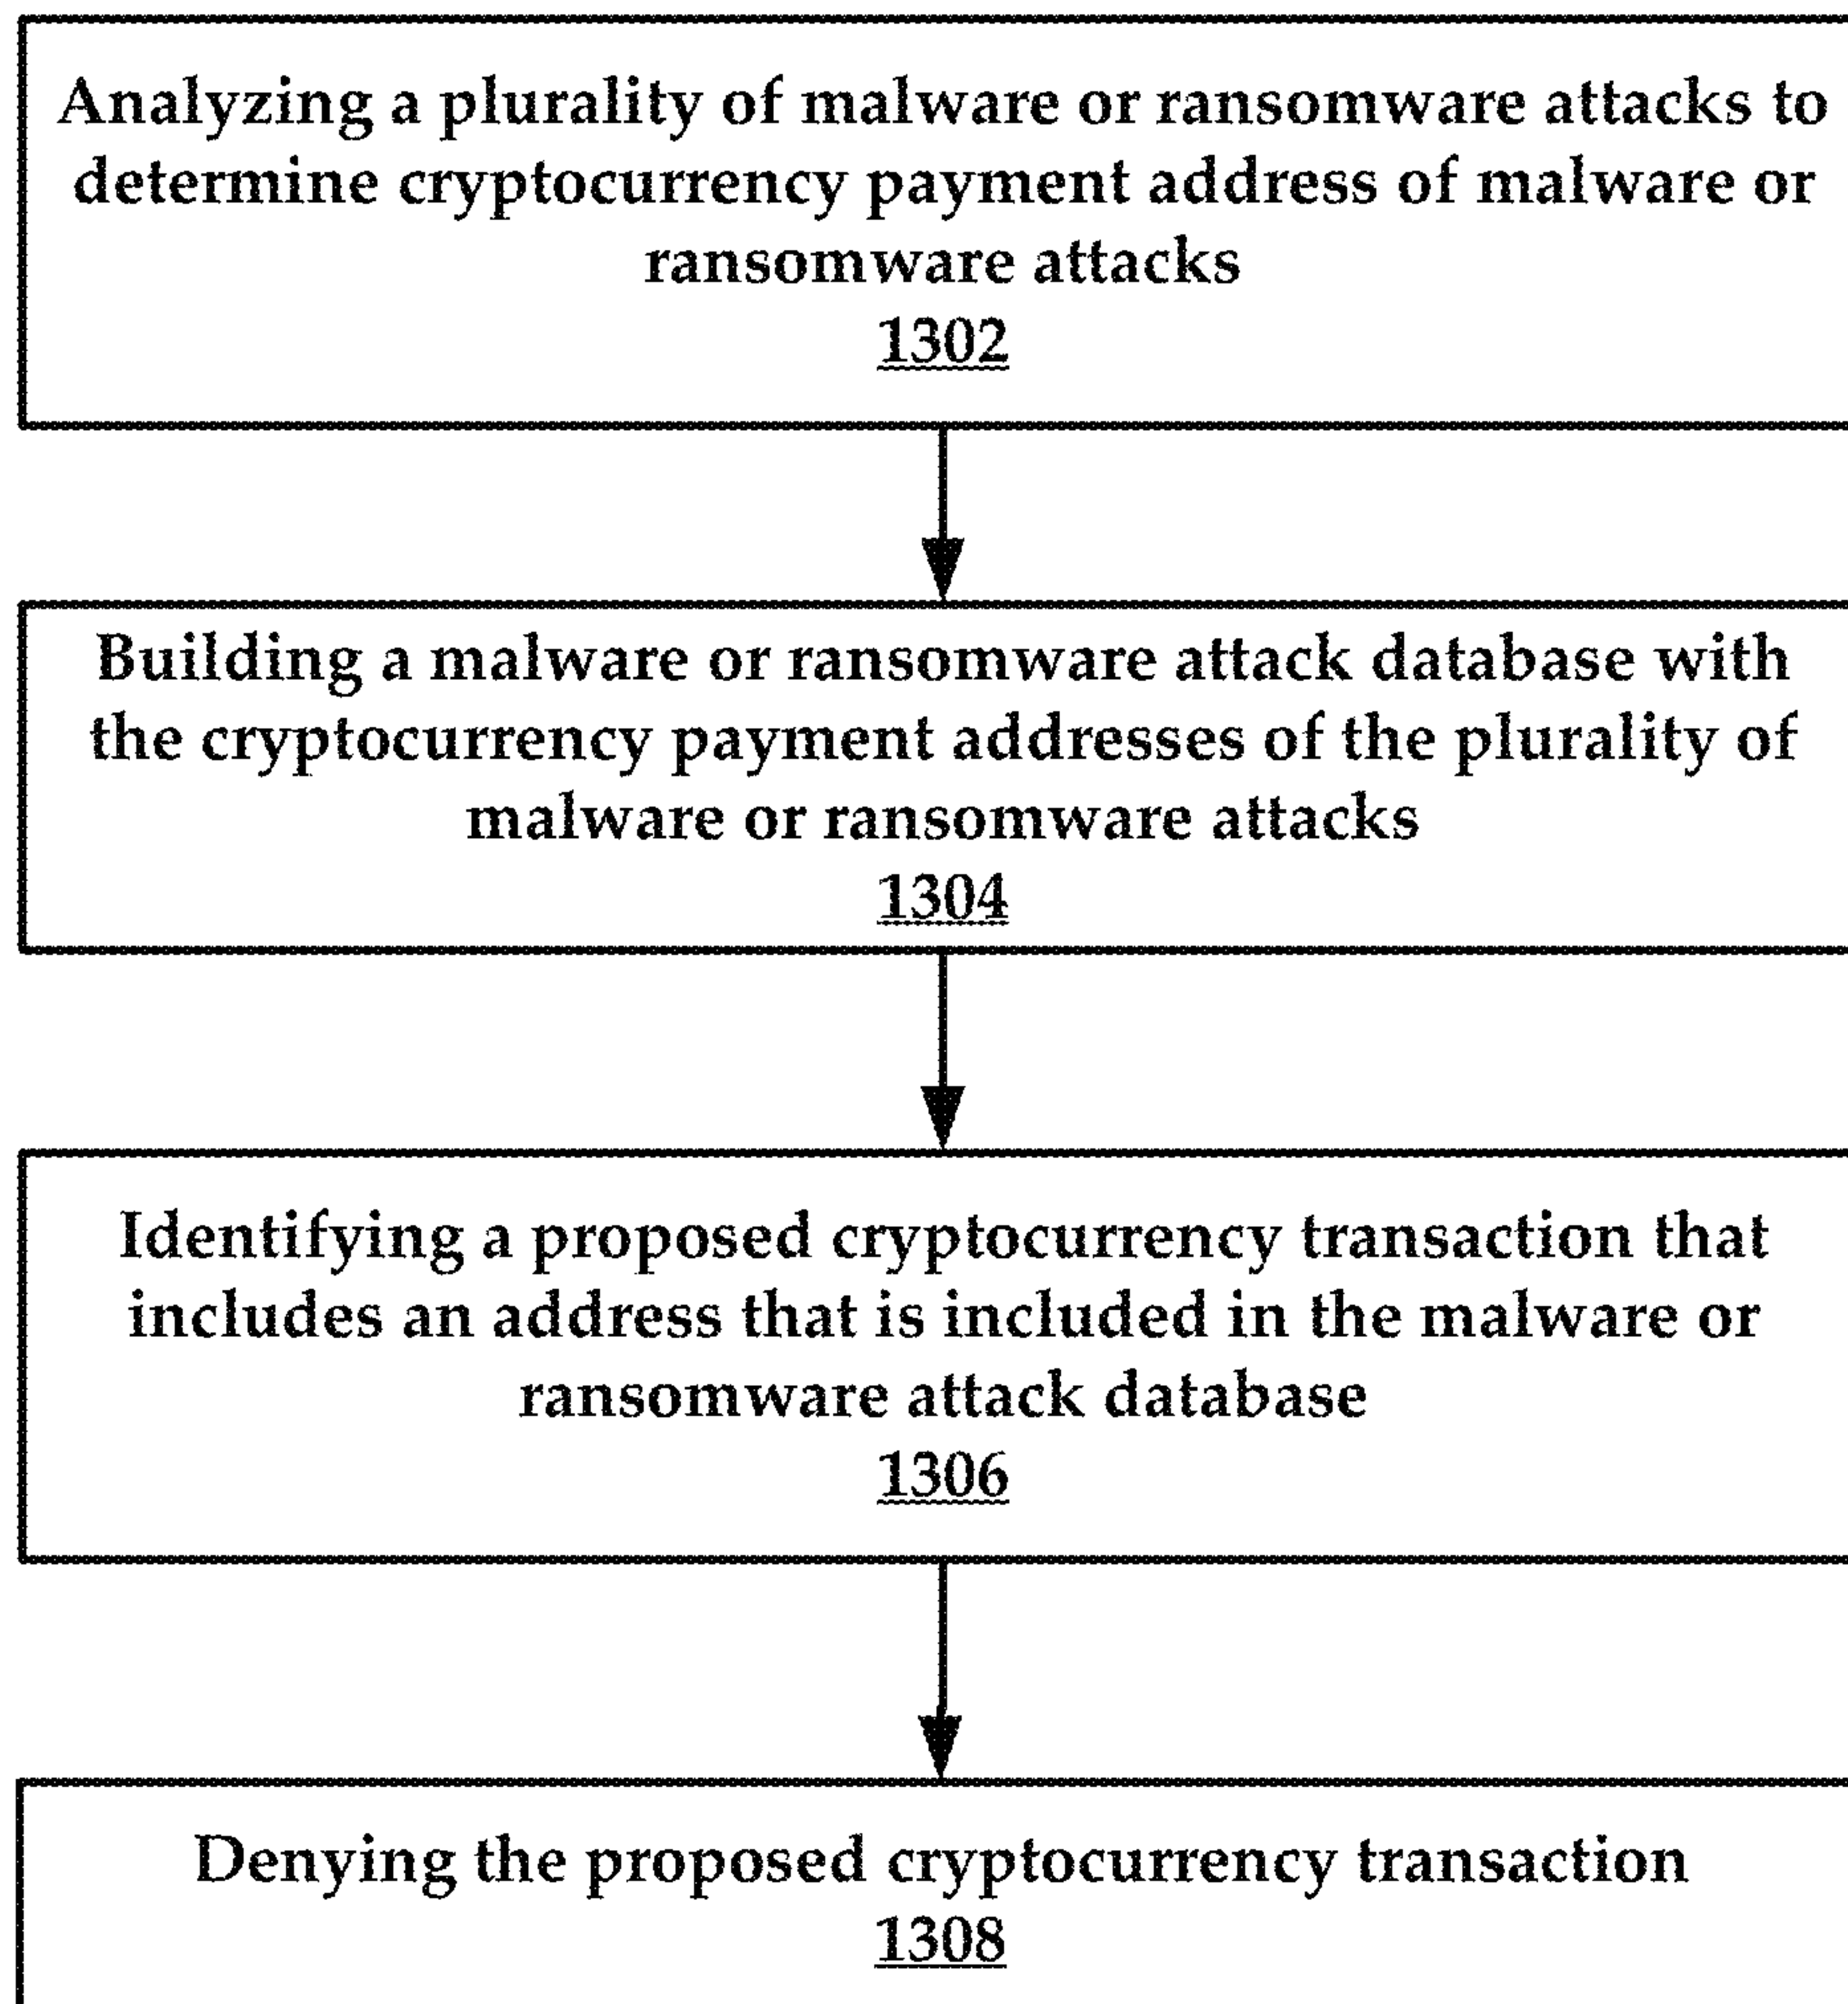 Analyzing a plurality of malware or ransomware attacks to
determine cryptocurrency payment address of malware or
ransomware attacks
1302
Building a malware or ransomware attack database with
the cryptocurrency payment addresses of the plurality of
malware or ransomware attacks
1304
Identifying a proposed cryptocurrency transaction that
includes an address that is included in the malware or
ransomware attack database
1306
Denying the proposed cryptocurrency transaction
1308